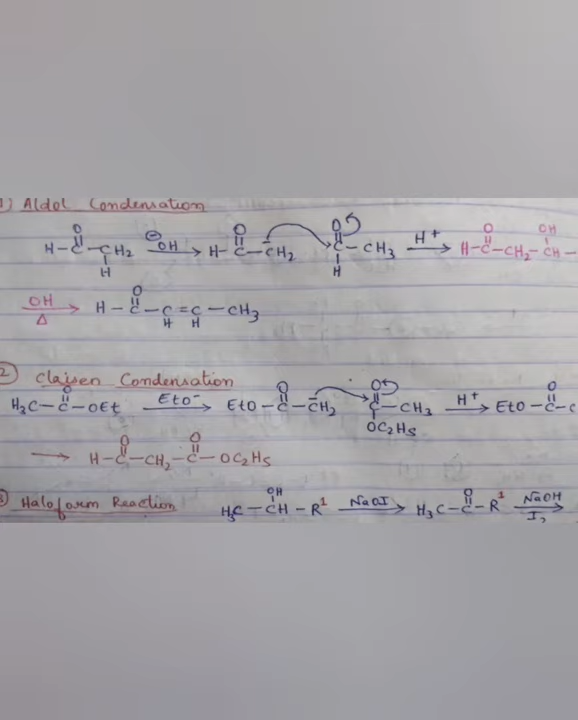 1) Aldol Condensation
H-C(=O)-CH2(-H) —⊖OH→ H-C(=O)-C̄H2 C(=O)(-H)-CH3 —H+→ H-C(=O)-CH2-CH(OH)-
—OH, Δ→ H-C(=O)-C(H)=C(H)-CH3
2) Claisen Condensation
H3C-C(=O)-OEt —EtO-→ EtO-C(=O)-C̄H2 C(=O)(-OC2H5)-CH3 —H+→ EtO-C(=O)-C
→ H-C(=O)-CH2-C(=O)-OC2H5
3) Haloform Reaction H3C-CH(OH)-R1 —NaOI→ H3C-C(=O)-R1 —NaOH, I2→